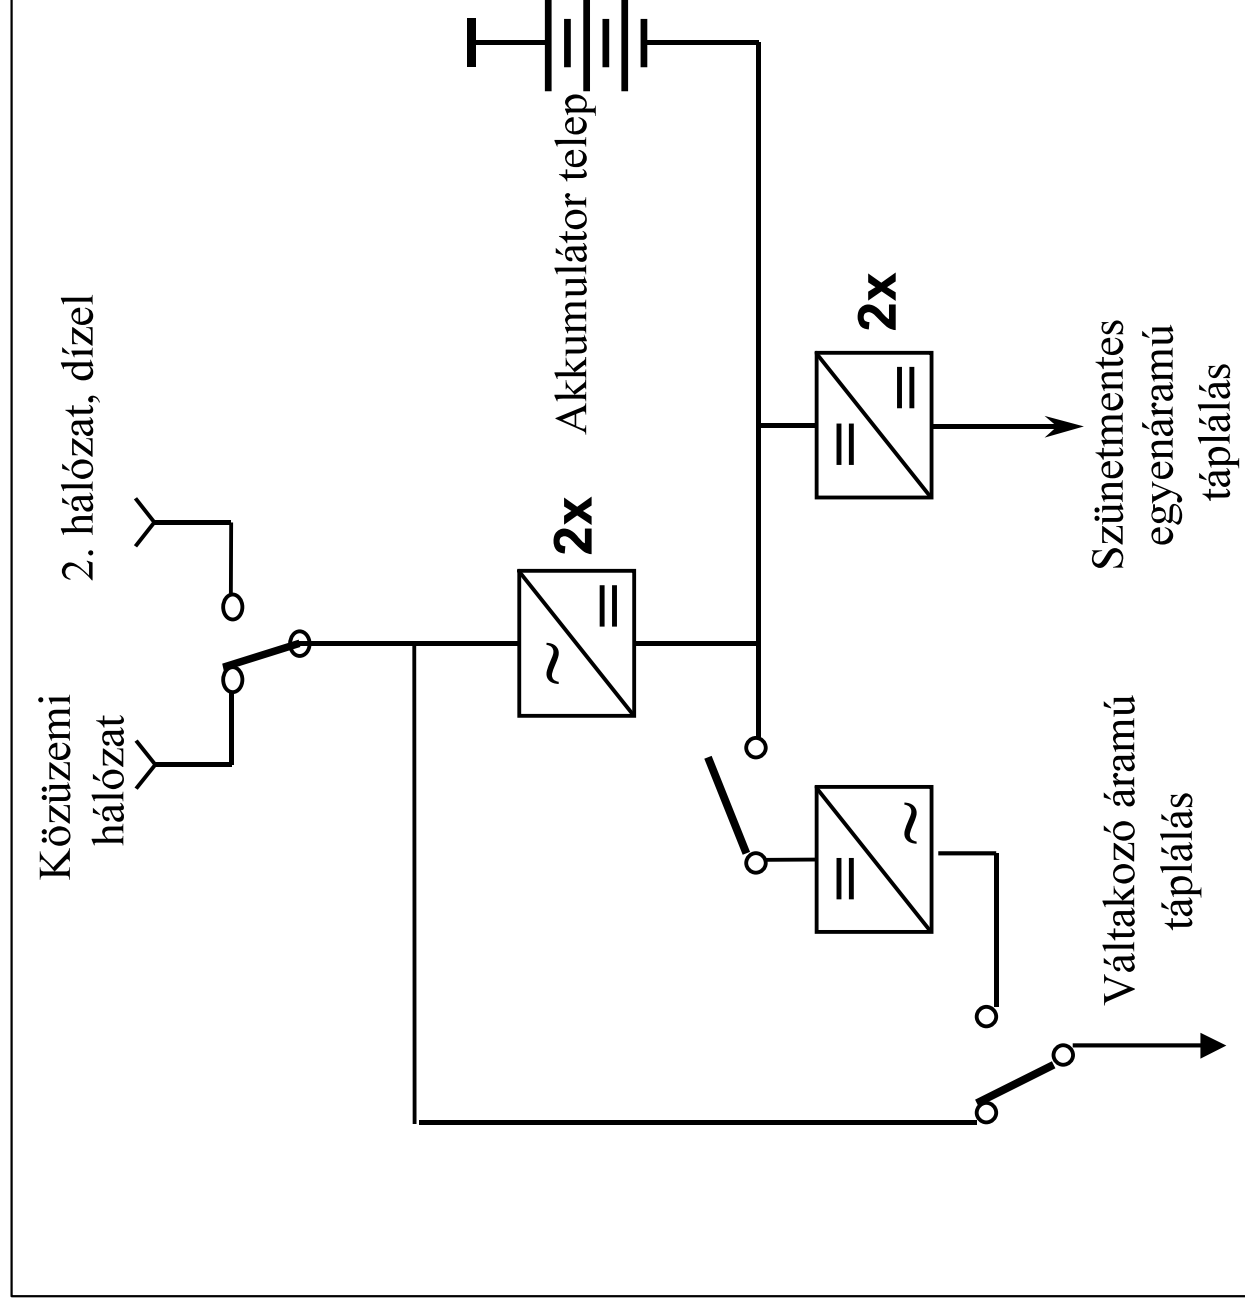 Közüzemi
hálózat
2. hálózat, dízel
2x
Akkumulátor telep
2x
Váltakozó áramú
táplálás
Szünetmentes
egyenáramú
táplálás